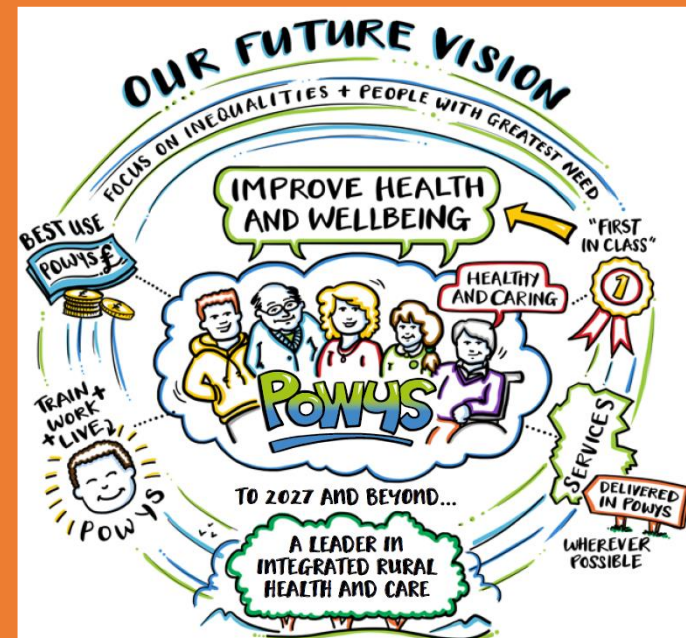 OUR FUTURE VISION
FOCUS ON INEQUALITIES + PEOPLE WITH GREATEST NEED
IMPROVE HEALTH
AND WELLBEING
BEST USE
POWYS £
"FIRST
IN CLASS"
1
HEALTHY
AND CARING
POWYS
TRAIN +
WORK
+ LIVE
POWYS
SERVICES
DELIVERED
IN POWYS
WHEREVER
POSSIBLE
TO 2027 AND BEYOND...
A LEADER IN
INTEGRATED RURAL
HEALTH AND CARE